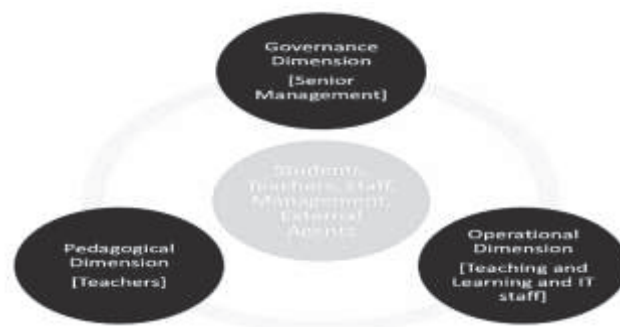 Governance
Dimension
[Senior
Management]
Students,
Teachers, Staff,
Management,
External
Agents
Pedagogical
Dimension
[Teachers]
Operational
Dimension
[Teaching and
Learning and IT
staff]